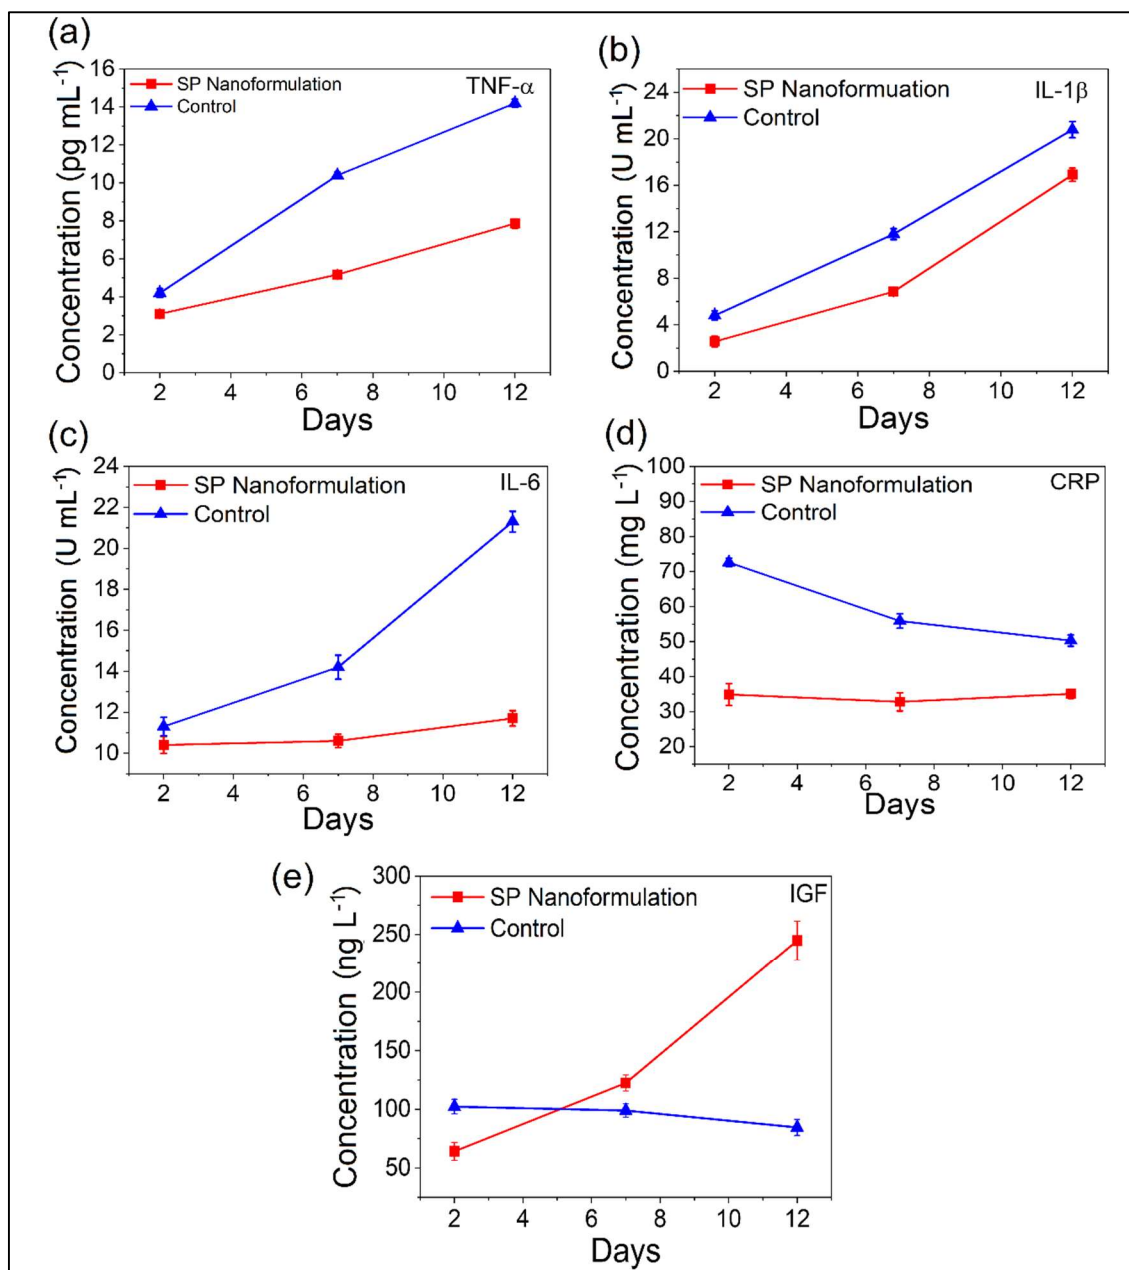 (a)
SP Nanoformulation
Control
TNF-α
Concentration (pg mL⁻¹)
16
14
12
10
8
6
4
2
0
2 4 6 8 10 12
Days
(b)
SP Nanoformuation
Control
IL-1β
Concentration (U mL⁻¹)
24
20
16
12
8
4
0
2 4 6 8 10 12
Days
(c)
SP Nanoformulation
Control
IL-6
Concentration (U mL⁻¹)
24
22
20
18
16
14
12
10
2 4 6 8 10 12
Days
(d)
SP Nanoformulation
Control
CRP
Concentration (mg L⁻¹)
100
90
80
70
60
50
40
30
20
2 4 6 8 10 12
Days
(e)
SP Nanoformulation
Control
IGF
Concentration (ng L⁻¹)
300
250
200
150
100
50
2 4 6 8 10 12
Days